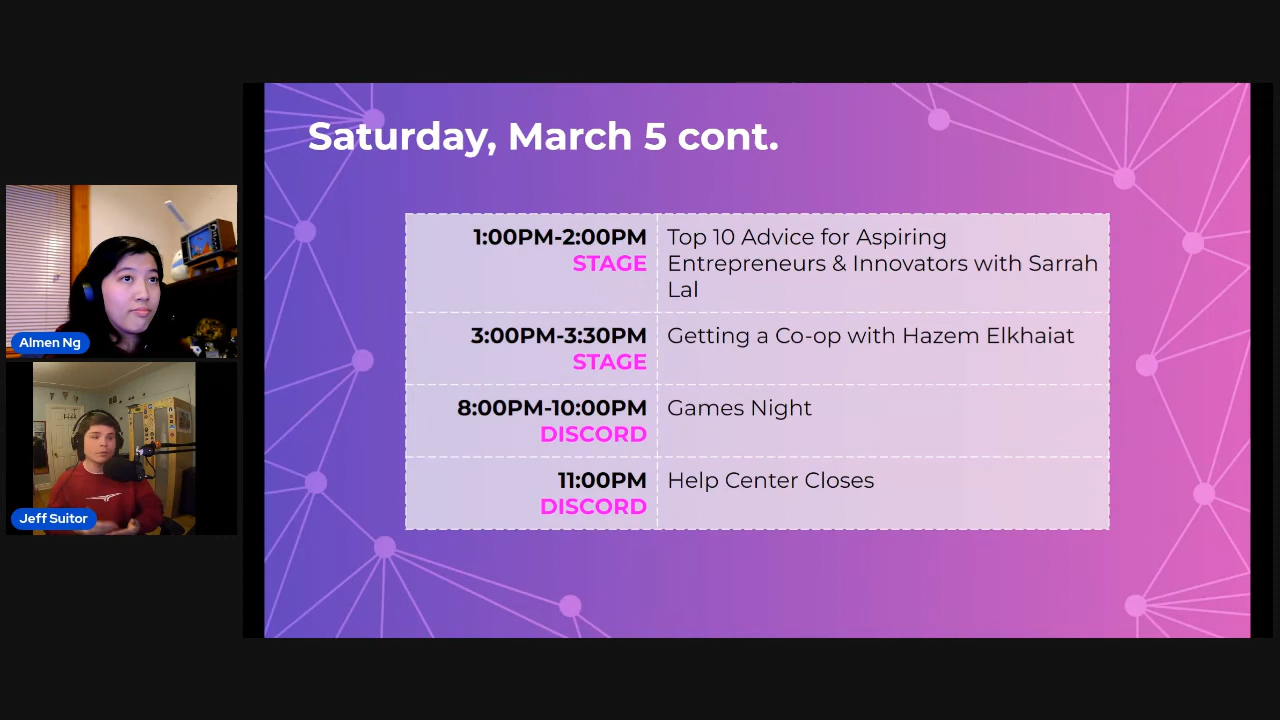 Saturday, March 5 cont.
1:00PM-2:00PM
STAGE
Top 10 Advice for Aspiring
Entrepreneurs & Innovators with Sarrah
Lal
3:00PM-3:30PM
STAGE
Getting a Co-op with Hazem Elkhaiat
8:00PM-10:00PM
DISCORD
Games Night
11:00PM
DISCORD
Help Center Closes
Almen Ng
Jeff Suitor